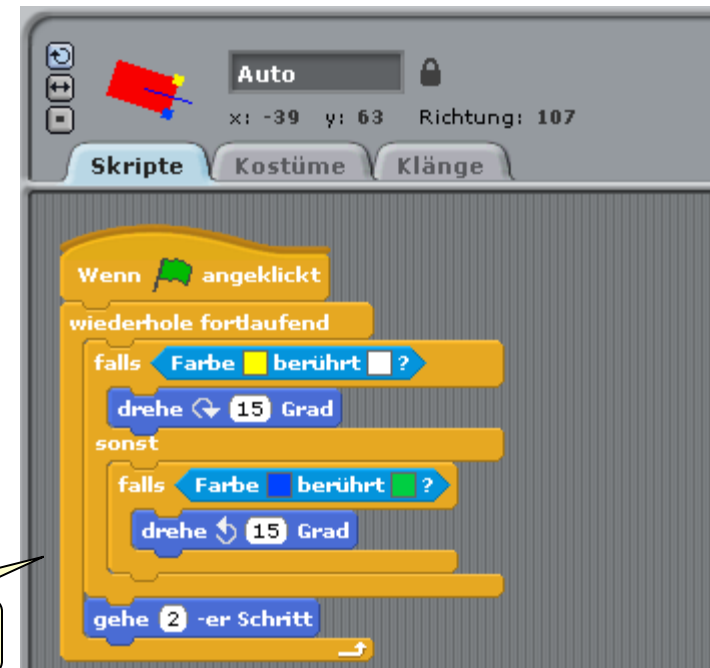 Auto
x: -39 y: 63 Richtung: 107
Skripte Kostüme Klänge
Wenn angeklickt
wiederhole fortlaufend
falls Farbe berührt ?
drehe 15 Grad
sonst
falls Farbe berührt ?
drehe 15 Grad
gehe 2 -er Schritt